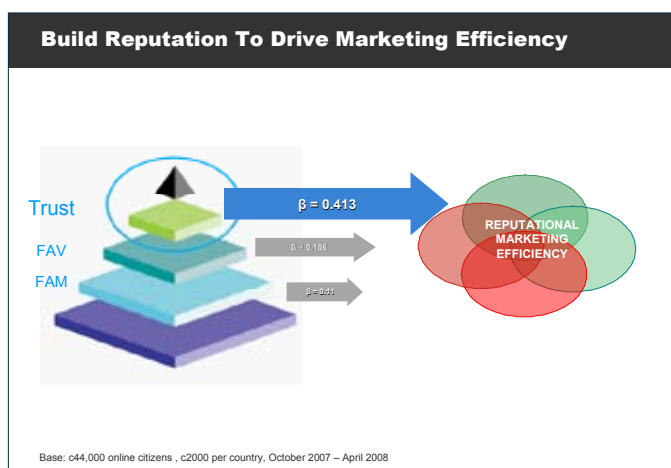 Build Reputation To Drive Marketing Efficiency
Trust
β = 0.413
FAV
β = 0.186
FAM
β = 0.11
REPUTATIONAL
MARKETING
EFFICIENCY
Base: c44,000 online citizens , c2000 per country, October 2007 – April 2008